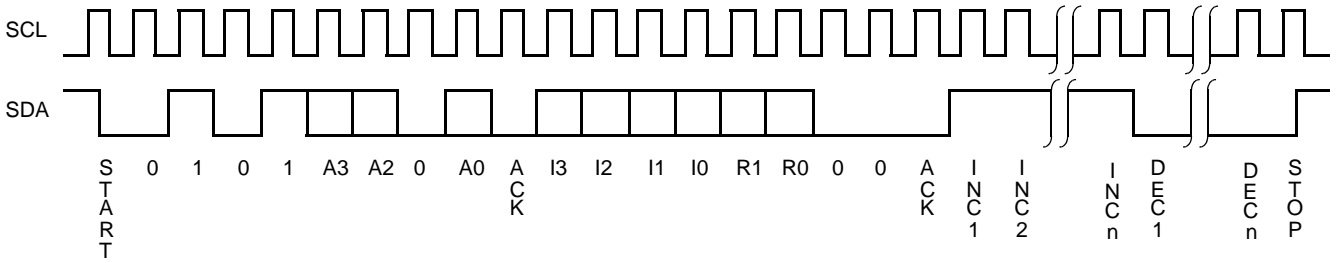 SCL
SDA
START 0 1 0 1 A3 A2 0 A0 ACK I3 I2 I1 I0 R1 R0 0 0 ACK INC1 INC2 INCn DEC1 DECn STOP